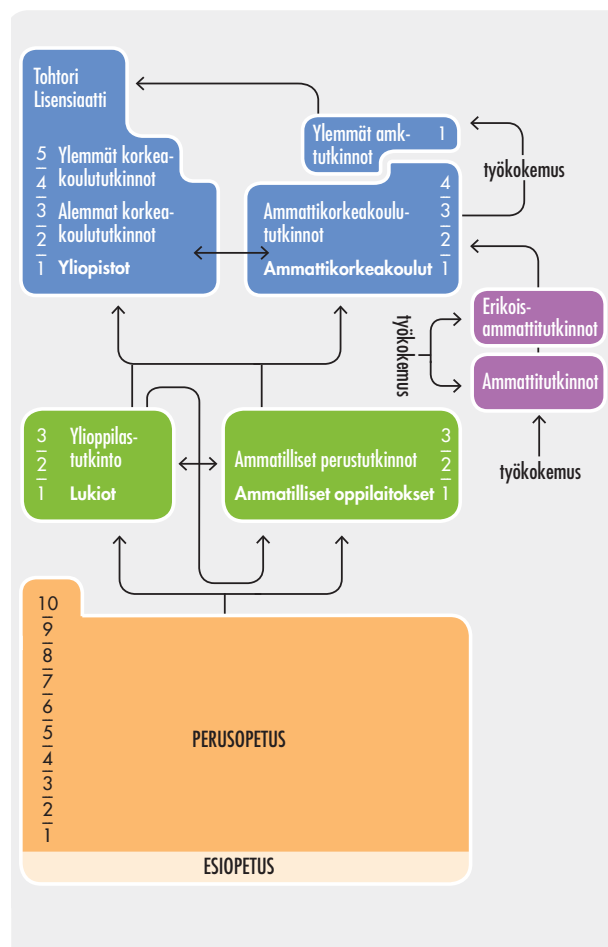 Tohtori
Lisensiaatti
5 Ylemmät korkea-
4 koulututkinnot
3 Alemmat korkea-
2 koulututkinnot
1 Yliopistot
Ylemmät amk- 1
tutkinnot
työkokemus
4
Ammattikorkeakoulu- 3
tutkinnot 2
Ammattikorkeakoulut 1
Erikois-
ammattitutkinnot
työkokemus
Ammattitutkinnot
työkokemus
3 Ylioppilas-
2 tutkinto
1 Lukiot
3
Ammatilliset perustutkinnot 2
Ammatilliset oppilaitokset 1
10
9
8
7
6
5
4
3
2
1
PERUSOPETUS
ESIOPETUS